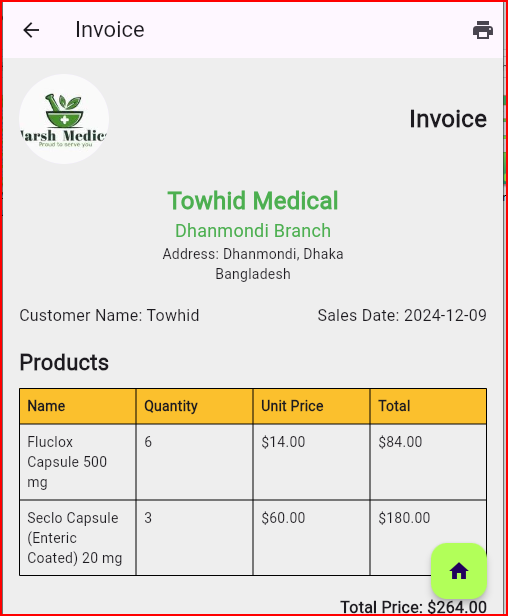 Invoice
arsh Medic
Proud to serve you
Invoice
Towhid Medical
Dhanmondi Branch
Address: Dhanmondi, Dhaka
Bangladesh
Customer Name: Towhid
Sales Date: 2024-12-09
Products
Name Quantity Unit Price Total
Fluclox
Capsule 500
mg
6 $14.00 $84.00
Seclo Capsule
(Enteric
Coated) 20 mg
3 $60.00 $180.00
Total Price: $264.00